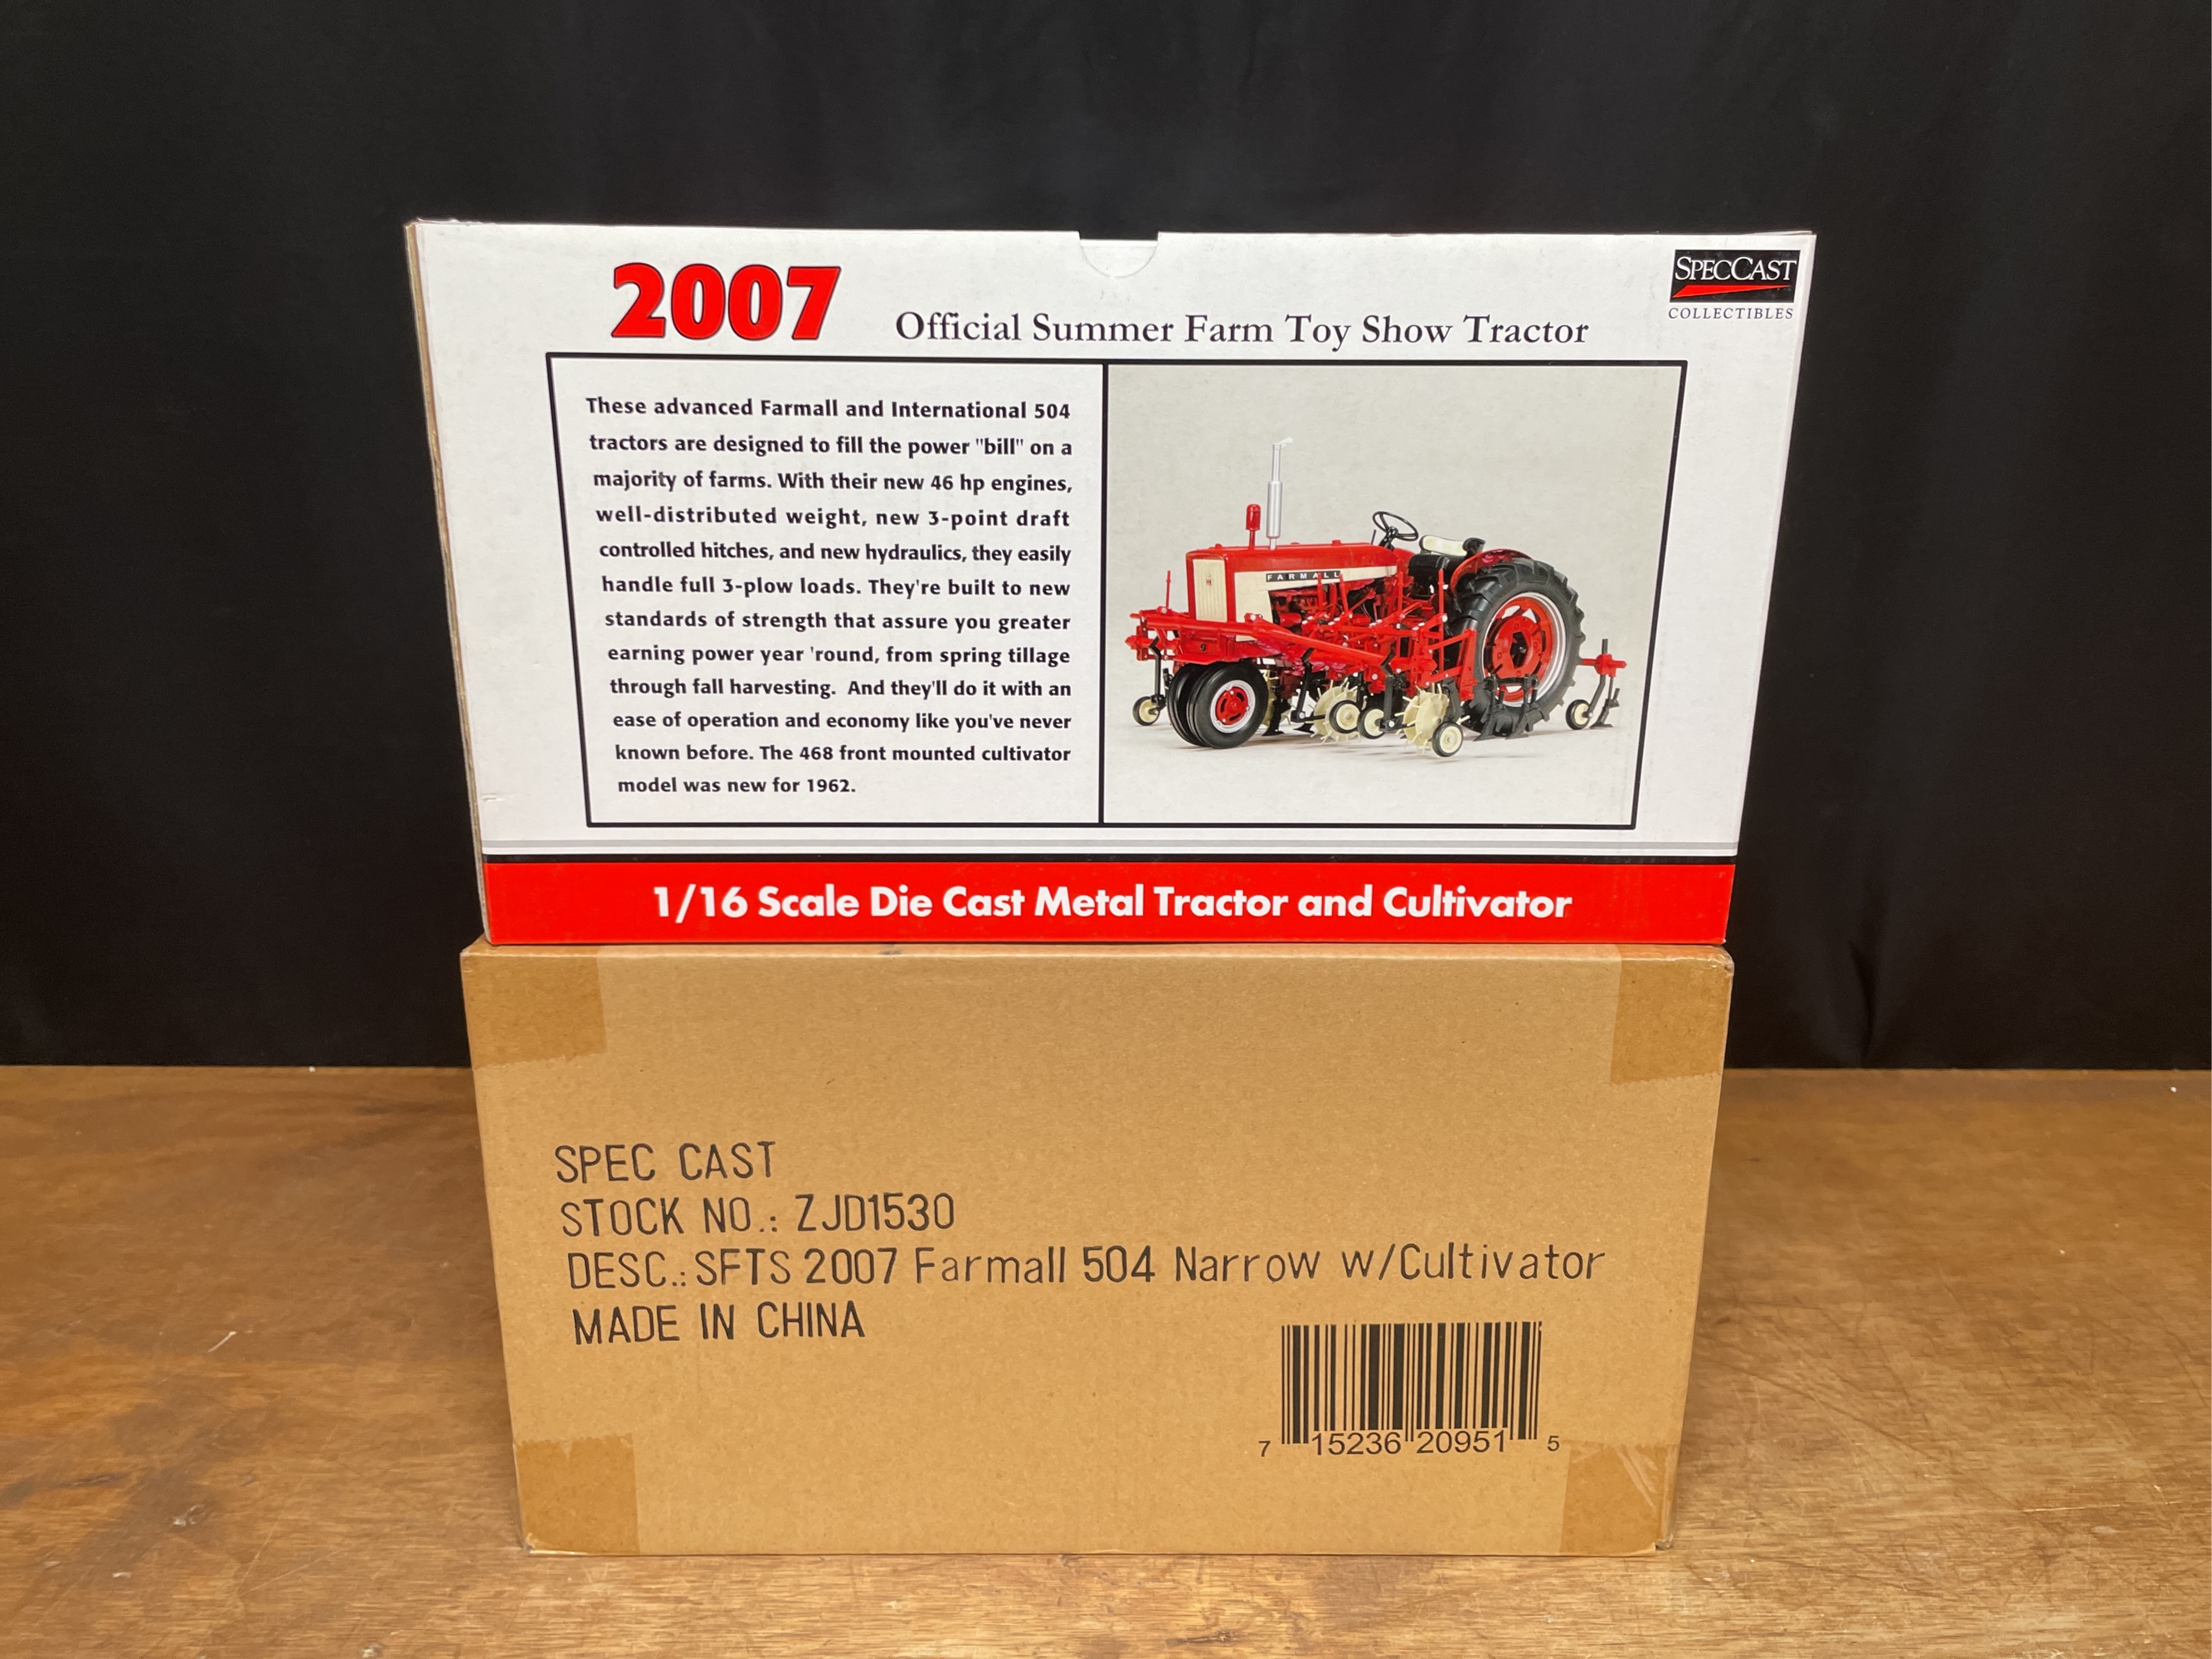 2007 Official Summer Farm Toy Show Tractor
SPECCAST
COLLECTIBLES
These advanced Farmall and International 504
tractors are designed to fill the power "bill" on a
majority of farms. With their new 46 hp engines,
well-distributed weight, new 3-point draft
controlled hitches, and new hydraulics, they easily
handle full 3-plow loads. They're built to new
standards of strength that assure you greater
earning power year 'round, from spring tillage
through fall harvesting. And they'll do it with an
ease of operation and economy like you've never
known before. The 468 front mounted cultivator
model was new for 1962.
FARMALL
1/16 Scale Die Cast Metal Tractor and Cultivator
SPEC CAST
STOCK NO.: ZJD1530
DESC.: SFTS 2007 Farmall 504 Narrow w/Cultivator
MADE IN CHINA
7 15236 20951 5